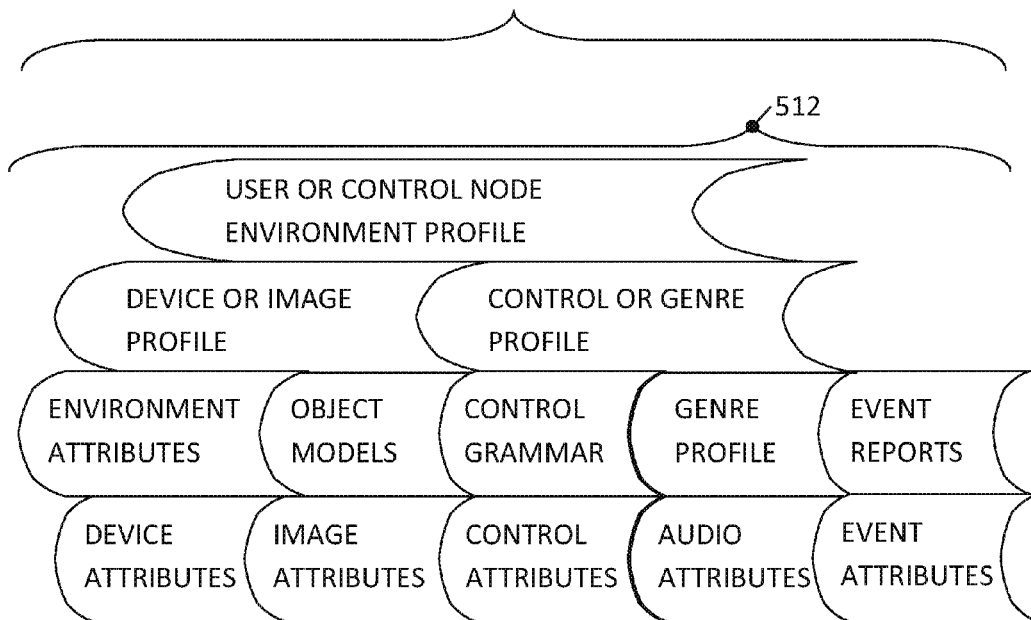 512
USER OR CONTROL NODE
ENVIRONMENT PROFILE
DEVICE OR IMAGE
PROFILE
CONTROL OR GENRE
PROFILE
ENVIRONMENT
ATTRIBUTES
OBJECT
MODELS
CONTROL
GRAMMAR
GENRE
PROFILE
EVENT
REPORTS
DEVICE
ATTRIBUTES
IMAGE
ATTRIBUTES
CONTROL
ATTRIBUTES
AUDIO
ATTRIBUTES
EVENT
ATTRIBUTES